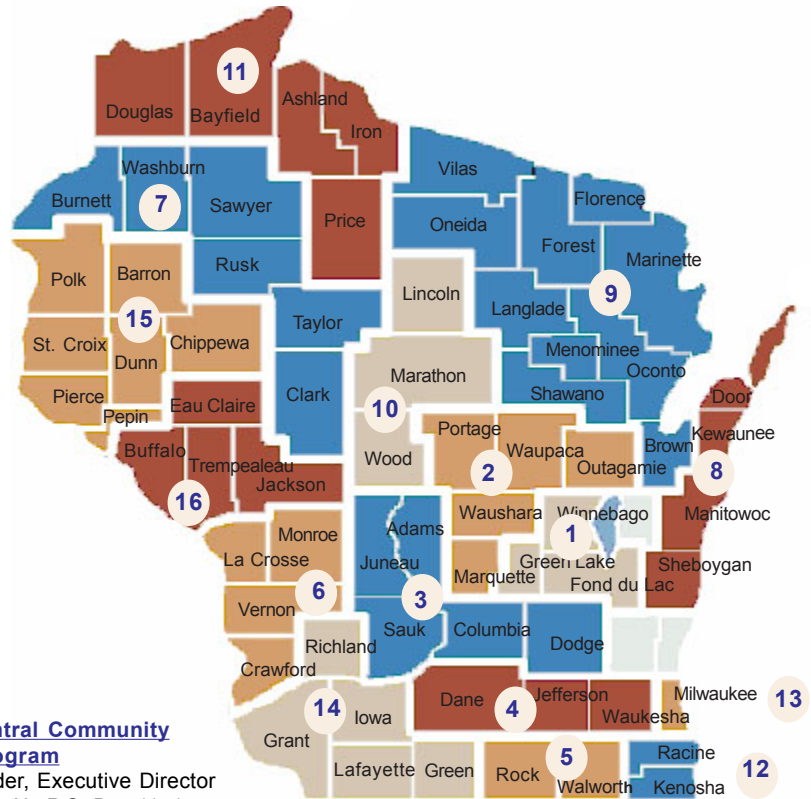 11
Douglas
Bayfield
Ashland
Iron
Washburn
Burnett
7
Sawyer
Vilas
Florence
Price
Oneida
Forest
Marinette
Polk
Barron
Rusk
9
Lincoln
Langlade
15
Taylor
St. Croix
Dunn
Chippewa
Menominee
Oconto
Marathon
Shawano
Pierce
Clark
Door
Pepin
Eau Claire
10
Portage
Kewaunee
Buffalo
Waupaca
Brown
Trempealeau
Wood
2
Outagamie
8
Jackson
16
Waushara
Winnebago
Manitowoc
Monroe
Adams
1
La Crosse
Juneau
Green Lake
Sheboygan
Marquette
Fond du Lac
6
3
Vernon
Sauk
Columbia
Dodge
Richland
Crawford
Dane
Jefferson
Milwaukee
13
14
Iowa
4
Waukesha
ntral Community
Grant
5
Racine
ogram
Lafayette
Green
Rock
12
der, Executive Director
Walworth
Kenosha